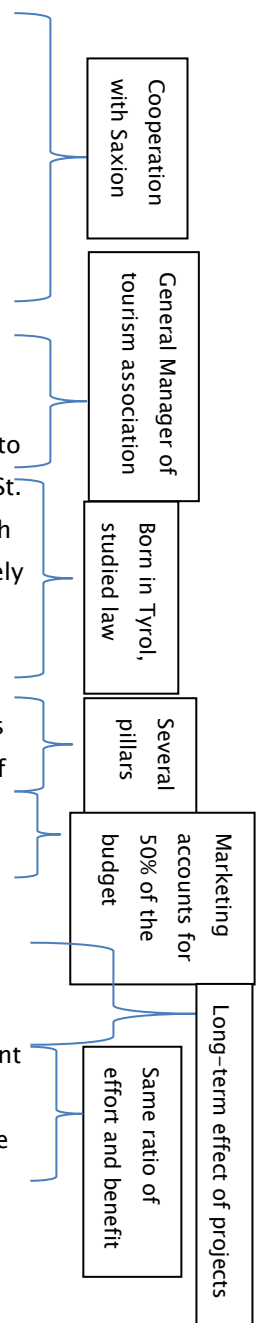 Cooperation
with Saxion
General Manager of
tourism association
to
St.
Born in Tyrol,
studied law
h
ely
Several
pillars
s
f
Marketing
accounts for
50% of the
budget
Long-term effect of projects
ent
e
Same ratio of
effort and benefit